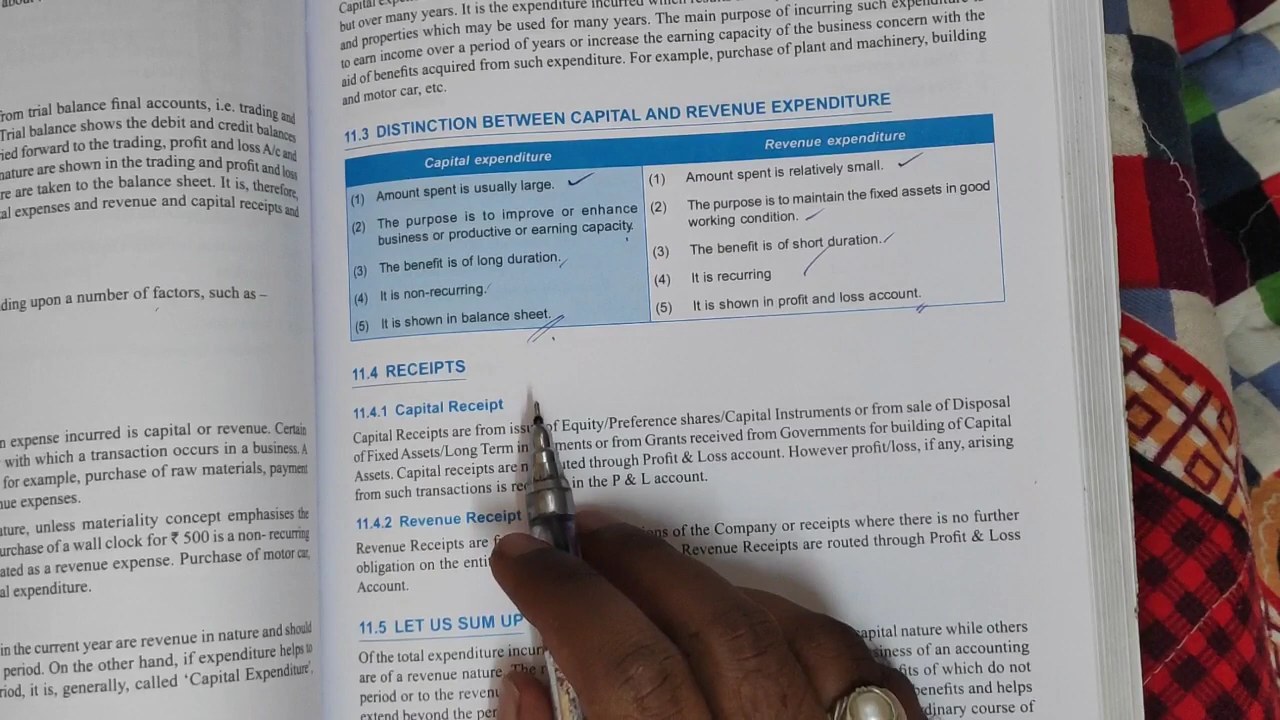 from trial balance final accounts, i.e. trading and
Trial balance shows the debit and credit balances
ied forward to the trading, profit and loss A/c and
nature are shown in the trading and profit and loss
re are taken to the balance sheet. It is, therefore,
al expenses and revenue and capital receipts and
ding upon a number of factors, such as –
n expense incurred is capital or revenue. Certain
with which a transaction occurs in a business. A
for example, purchase of raw materials, payment
nue expenses.
ature, unless materiality concept emphasises the
urchase of a wall clock for ₹ 500 is a non- recurring
ated as a revenue expense. Purchase of motor car,
al expenditure.
in the current year are revenue in nature and should
period. On the other hand, if expenditure helps to
riod, it is, generally, called 'Capital Expenditure',
but over many years. It is the expenditure incurred which
and properties which may be used for many years. The main purpose of incurring such
to earn income over a period of years or increase the earning capacity of the business concern with the
aid of benefits acquired from such expenditure. For example, purchase of plant and machinery, building
and motor car, etc.
11.3 DISTINCTION BETWEEN CAPITAL AND REVENUE EXPENDITURE
Capital expenditure
(1) Amount spent is usually large.
(2) The purpose is to improve or enhance
business or productive or earning capacity.
(3) The benefit is of long duration.
(4) It is non-recurring.
(5) It is shown in balance sheet.
Revenue expenditure
(1) Amount spent is relatively small.
(2) The purpose is to maintain the fixed assets in good
working condition.
(3) The benefit is of short duration.
(4) It is recurring
(5) It is shown in profit and loss account.
11.4 RECEIPTS
11.4.1 Capital Receipt
Capital Receipts are from issu of Equity/Preference shares/Capital Instruments or from sale of Disposal
of Fixed Assets/Long Term in ments or from Grants received from Governments for building of Capital
Assets. Capital receipts are n uted through Profit & Loss account. However profit/loss, if any, arising
from such transactions is re in the P & L account.
11.4.2 Revenue Receipt
Revenue Receipts are f ions of the Company or receipts where there is no further
obligation on the enti Revenue Receipts are routed through Profit & Loss
Account.
11.5 LET US SUM UP
Of the total expenditure incur capital nature while others
are of a revenue nature. The siness of an accounting
period or to the revenu fits of which do not
extend beyond the per benefits and helps
dinary course of